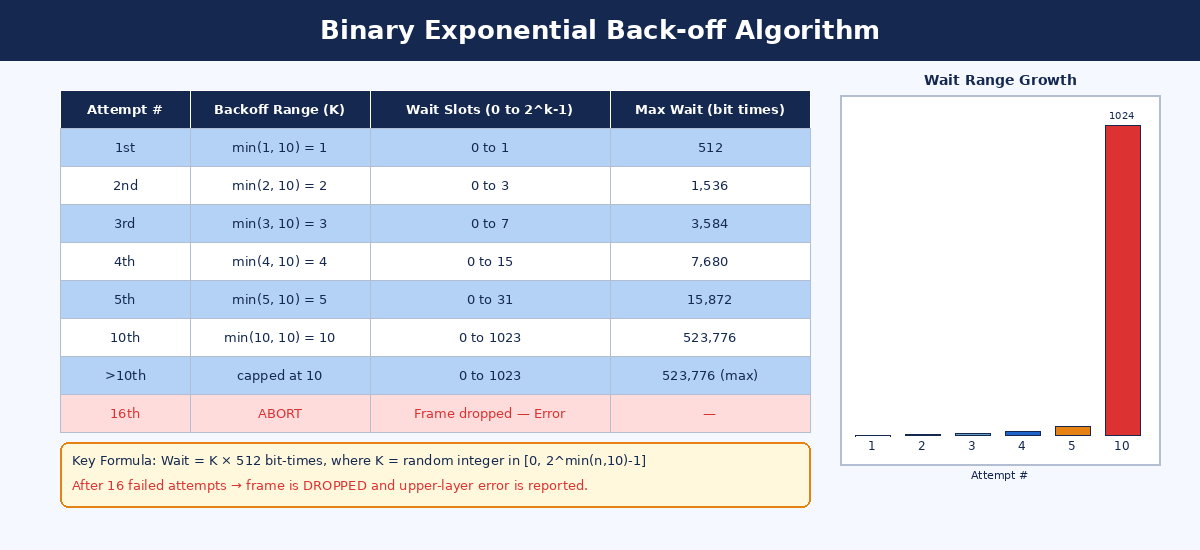 Binary Exponential Back-off Algorithm
Attempt # Backoff Range (K) Wait Slots (0 to 2^k-1) Max Wait (bit times)
1st min(1, 10) = 1 0 to 1 512
2nd min(2, 10) = 2 0 to 3 1,536
3rd min(3, 10) = 3 0 to 7 3,584
4th min(4, 10) = 4 0 to 15 7,680
5th min(5, 10) = 5 0 to 31 15,872
10th min(10, 10) = 10 0 to 1023 523,776
>10th capped at 10 0 to 1023 523,776 (max)
16th ABORT Frame dropped — Error —
Key Formula: Wait = K × 512 bit-times, where K = random integer in [0, 2^min(n,10)-1]
After 16 failed attempts → frame is DROPPED and upper-layer error is reported.
Wait Range Growth
1024
1 2 3 4 5 10
Attempt #